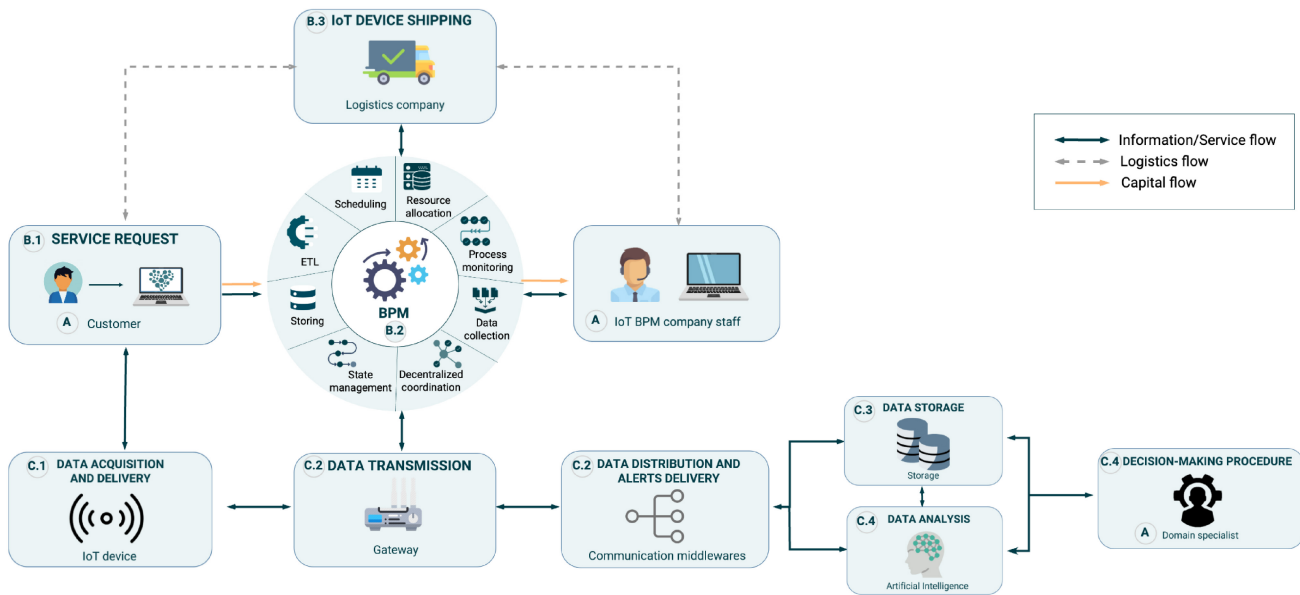 B.3 IoT DEVICE SHIPPING
Logistics company
Information/Service flow
Logistics flow
Capital flow
B.1 SERVICE REQUEST
A Customer
Scheduling
Resource
allocation
ETL
Process
monitoring
Storing
Data
collection
State
management
Decentralized
coordination
BPM
B.2
A IoT BPM company staff
C.1 DATA ACQUISITION
AND DELIVERY
IoT device
C.2 DATA TRANSMISSION
Gateway
C.2 DATA DISTRIBUTION AND
ALERTS DELIVERY
Communication middlewares
C.3 DATA STORAGE
Storage
C.4 DATA ANALYSIS
Artificial Intelligence
C.4 DECISION-MAKING PROCEDURE
A Domain specialist